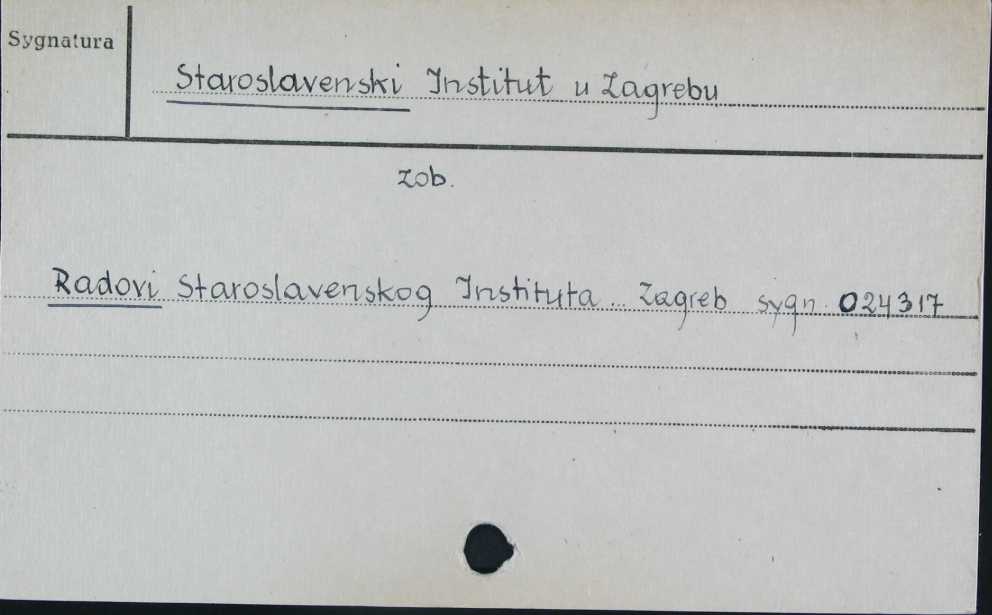 Sygnatura
Staroslavenski Institut u Zagrebu
zob.
Radovi Staroslavenskog Instituta. Zagreb sygn. 024317